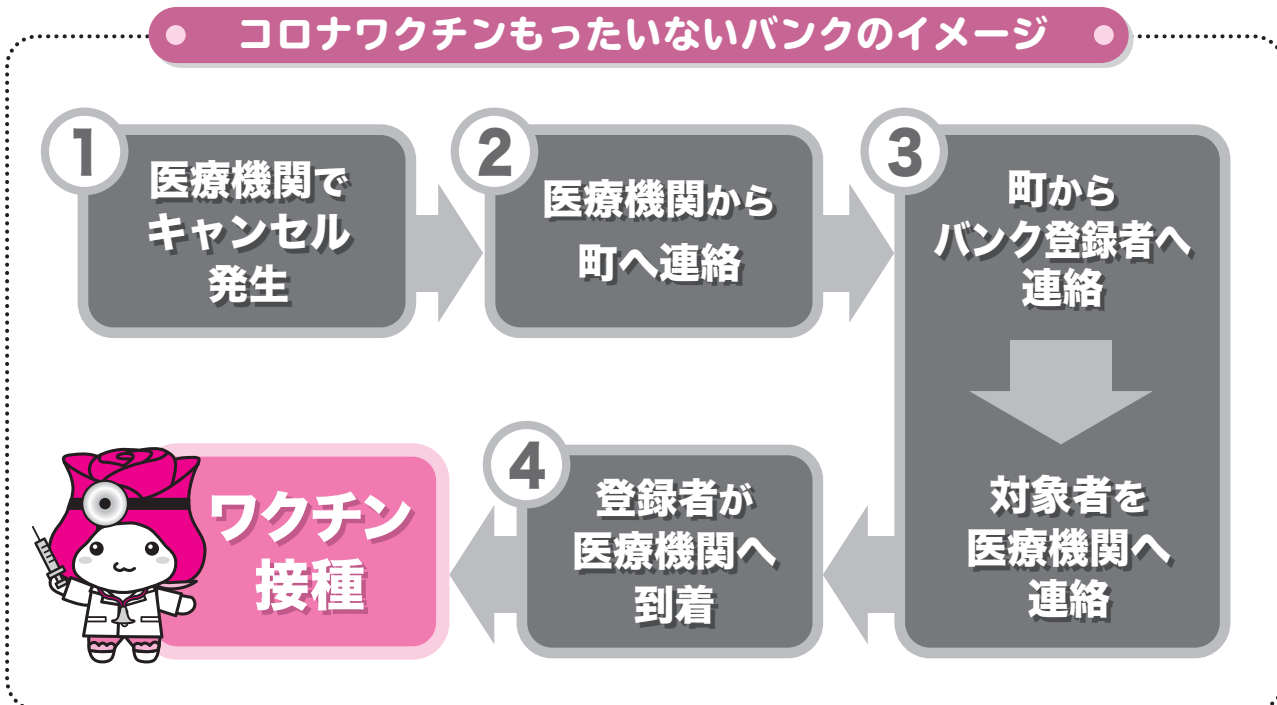 コロナワクチンもったいないバンクのイメージ
1
医療機関で
キャンセル
発生
2
医療機関から
町へ連絡
3
町から
バンク登録者へ
連絡
対象者を
医療機関へ
連絡
4
登録者が
医療機関へ
到着
ワクチン
接種